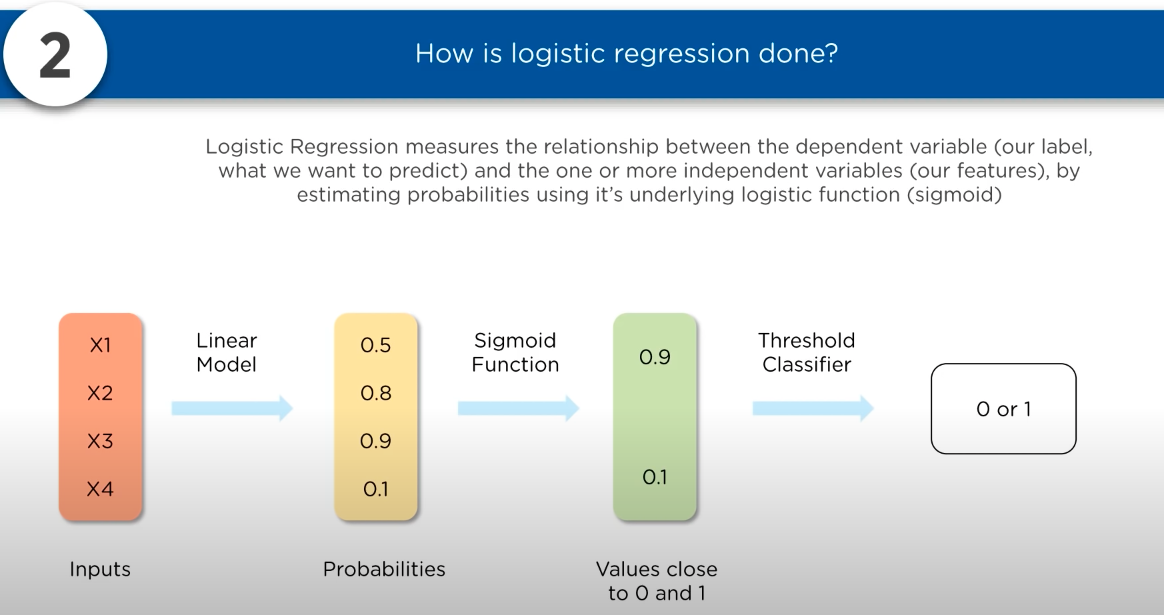 2
How is logistic regression done?
Logistic Regression measures the relationship between the dependent variable (our label,
what we want to predict) and the one or more independent variables (our features), by
estimating probabilities using it's underlying logistic function (sigmoid)
X1
X2
X3
X4
Inputs
Linear
Model
0.5
0.8
0.9
0.1
Probabilities
Sigmoid
Function
0.9
0.1
Values close
to 0 and 1
Threshold
Classifier
0 or 1